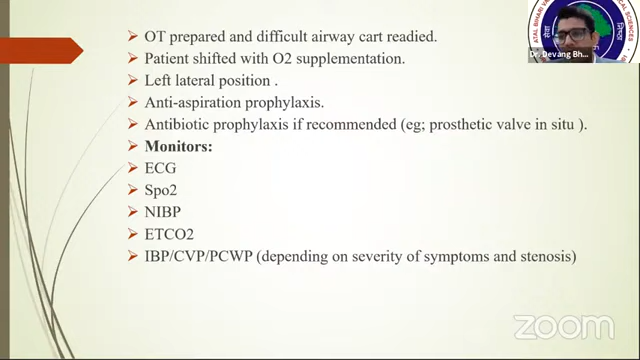 OT prepared and difficult airway cart readied.
Patient shifted with O2 supplementation.
Left lateral position .
Anti-aspiration prophylaxis.
Antibiotic prophylaxis if recommended (eg; prosthetic valve in situ ).
Monitors:
ECG
Spo2
NIBP
ETCO2
IBP/CVP/PCWP (depending on severity of symptoms and stenosis)
Dr. Devang Bh...
zoom